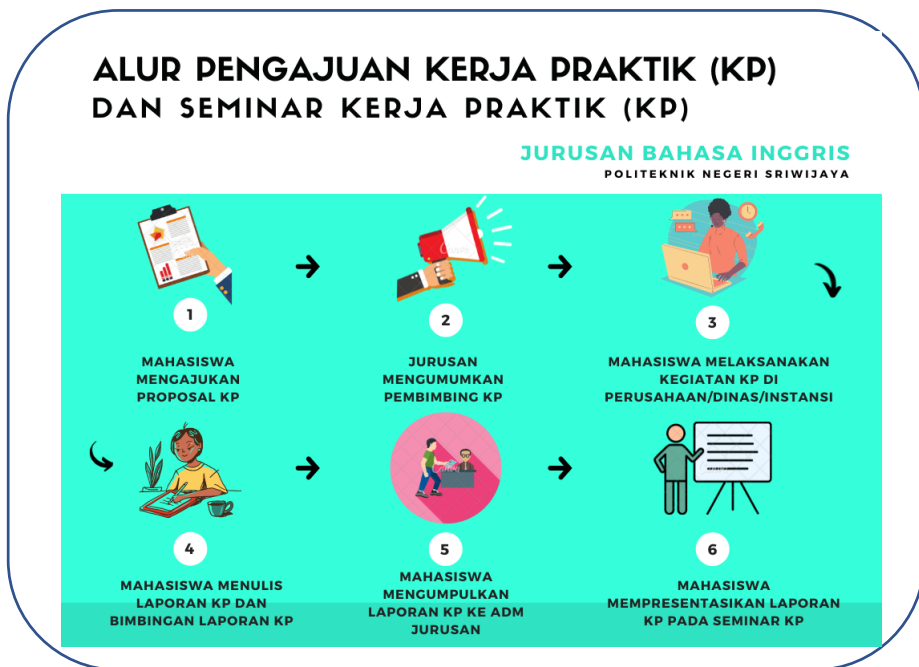 ALUR PENGAJUAN KERJA PRAKTIK (KP)
DAN SEMINAR KERJA PRAKTIK (KP)
JURUSAN BAHASA INGGRIS
POLITEKNIK NEGERI SRIWIJAYA
1
MAHASISWA
MENGAJUKAN
PROPOSAL KP
2
JURUSAN
MENGUMUMKAN
PEMBIMBING KP
3
MAHASISWA MELAKSANAKAN
KEGIATAN KP DI
PERUSAHAAN/DINAS/INSTANSI
4
MAHASISWA MENULIS
LAPORAN KP DAN
BIMBINGAN LAPORAN KP
5
MAHASISWA
MENGUMPULKAN
LAPORAN KP KE ADM
JURUSAN
6
MAHASISWA
MEMPRESENTASIKAN LAPORAN
KP PADA SEMINAR KP